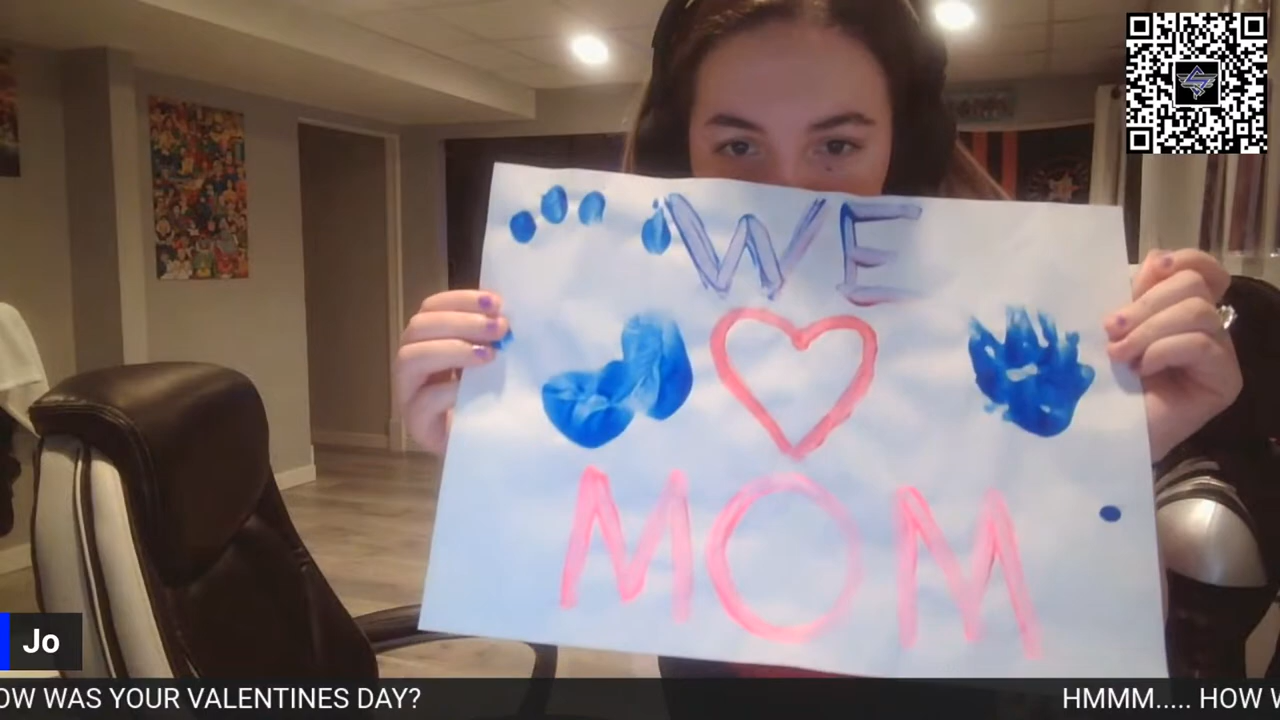 WE
MOM
Jo
OW WAS YOUR VALENTINES DAY?
HMMM..... HOW W